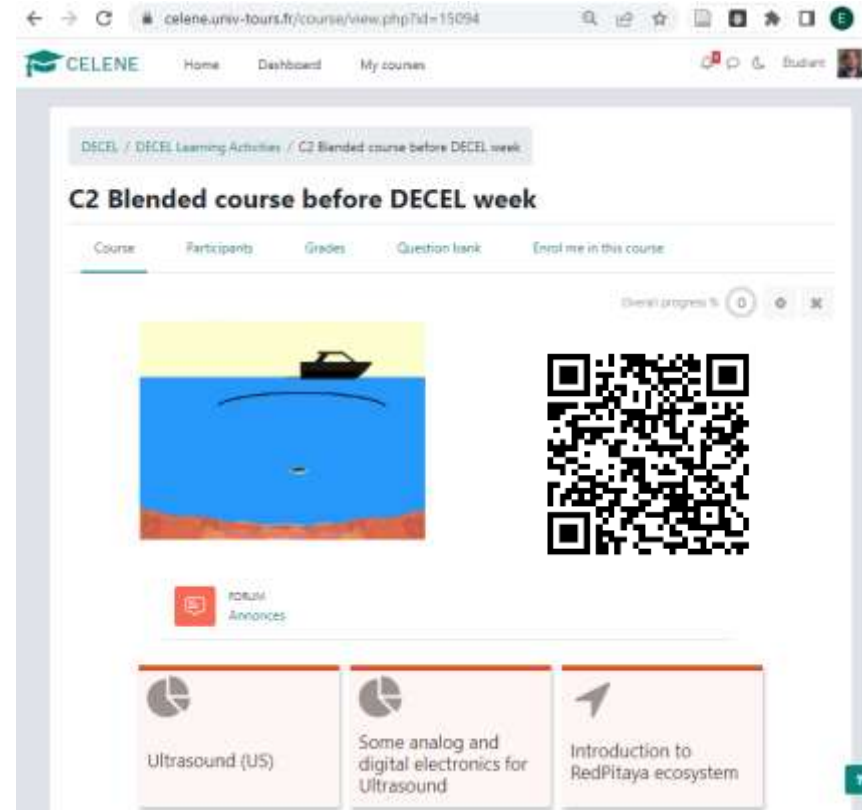 celene.univ-tours.fr/course/view.php?id=15094
E
CELENE
Home
Dashboard
My courses
Etudiant
DECEL / DECEL Learning Activities / C2 Blended course before DECEL week
C2 Blended course before DECEL week
Course
Participants
Grades
Question bank
Enrol me in this course
Overall progress % 0
FORUM
Annonces
Ultrasound (US)
Some analog and
digital electronics for
Ultrasound
Introduction to
RedPitaya ecosystem